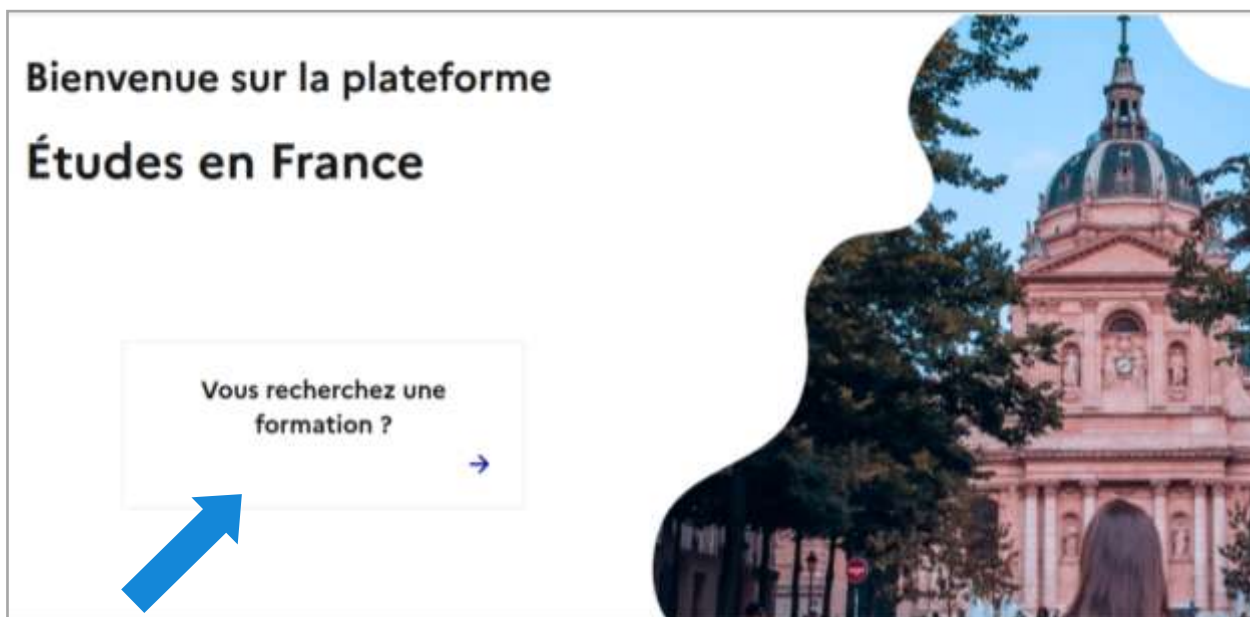 Bienvenue sur la plateforme
Études en France
Vous recherchez une
formation ?